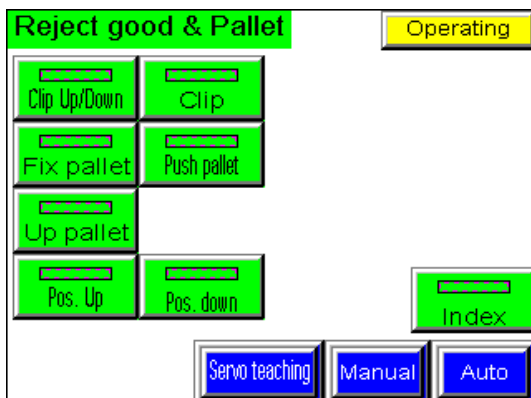 Reject good & Pallet
Operating
Clip Up/Down
Clip
Fix pallet
Push pallet
Up pallet
Pos. Up
Pos. down
Index
Servo teaching
Manual
Auto